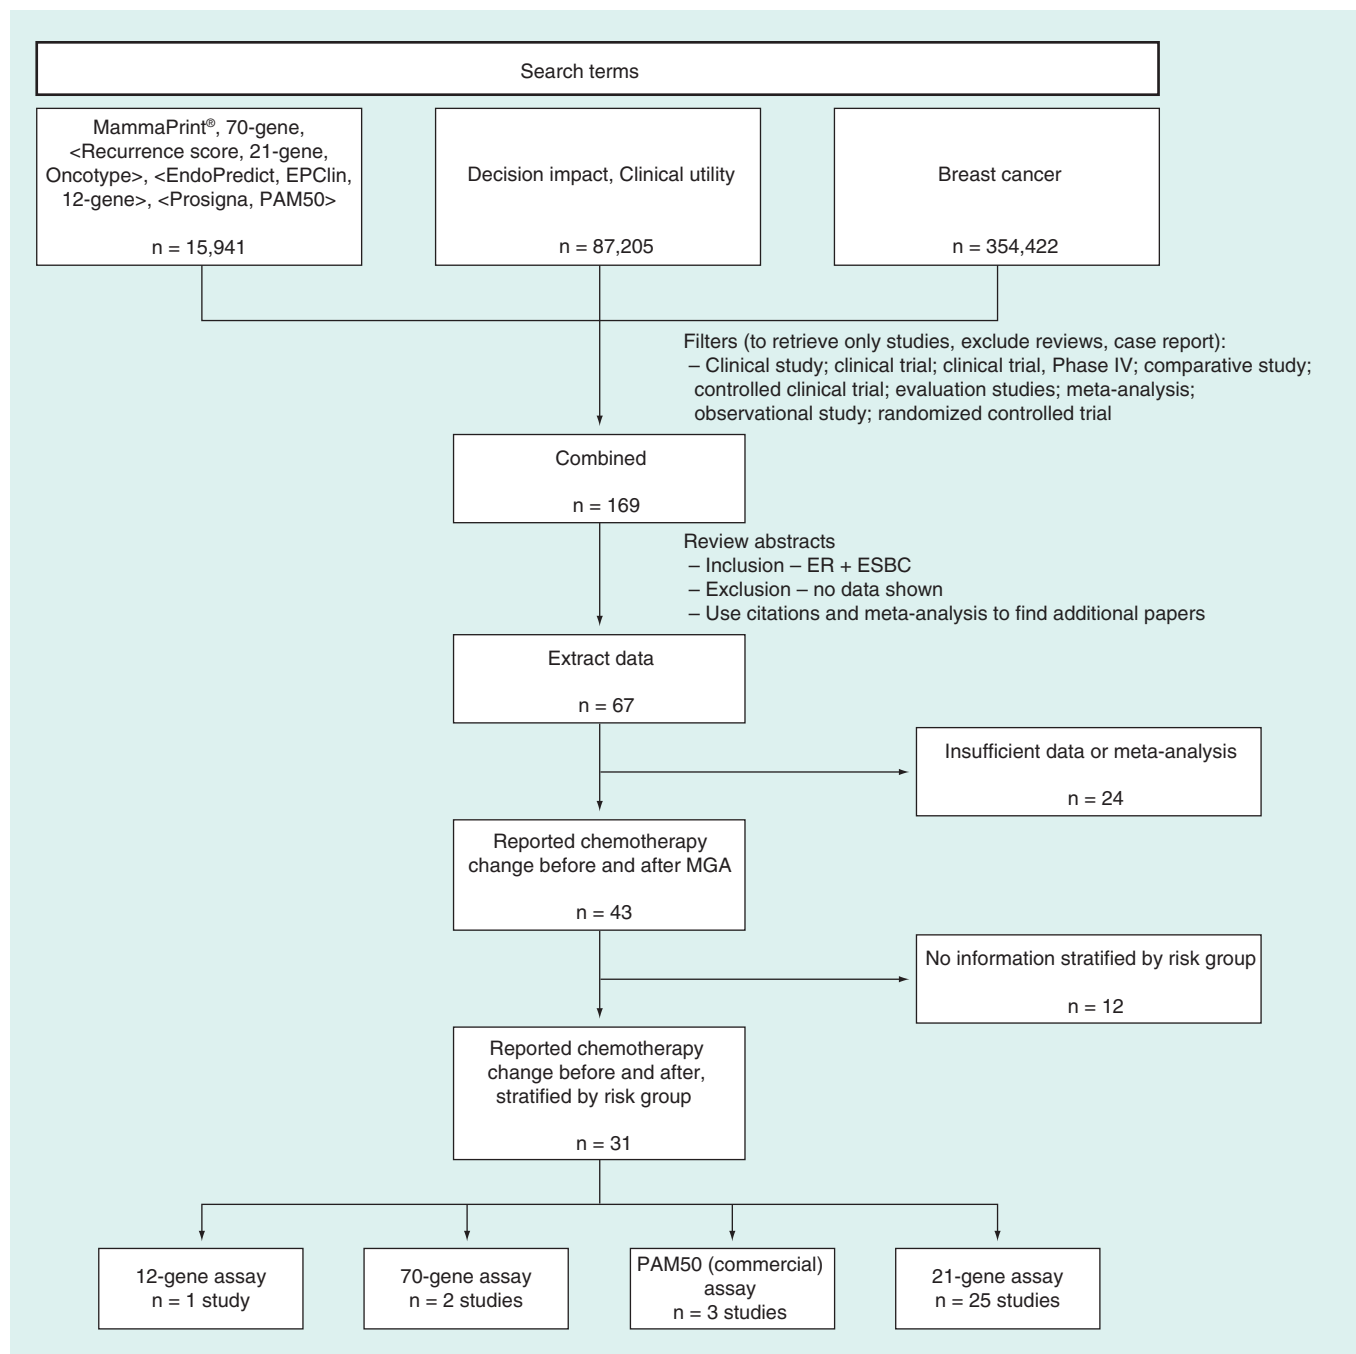 Search terms
MammaPrint®, 70-gene,
<Recurrence score, 21-gene,
Oncotype>, <EndoPredict, EPClin,
12-gene>, <Prosigna, PAM50>
n = 15,941
Decision impact, Clinical utility
n = 87,205
Breast cancer
n = 354,422
Filters (to retrieve only studies, exclude reviews, case report):
– Clinical study; clinical trial; clinical trial, Phase IV; comparative study;
controlled clinical trial; evaluation studies; meta-analysis;
observational study; randomized controlled trial
Combined
n = 169
Review abstracts
– Inclusion – ER + ESBC
– Exclusion – no data shown
– Use citations and meta-analysis to find additional papers
Extract data
n = 67
Insufficient data or meta-analysis
n = 24
Reported chemotherapy
change before and after MGA
n = 43
No information stratified by risk group
n = 12
Reported chemotherapy
change before and after,
stratified by risk group
n = 31
12-gene assay
n = 1 study
70-gene assay
n = 2 studies
PAM50 (commercial)
assay
n = 3 studies
21-gene assay
n = 25 studies